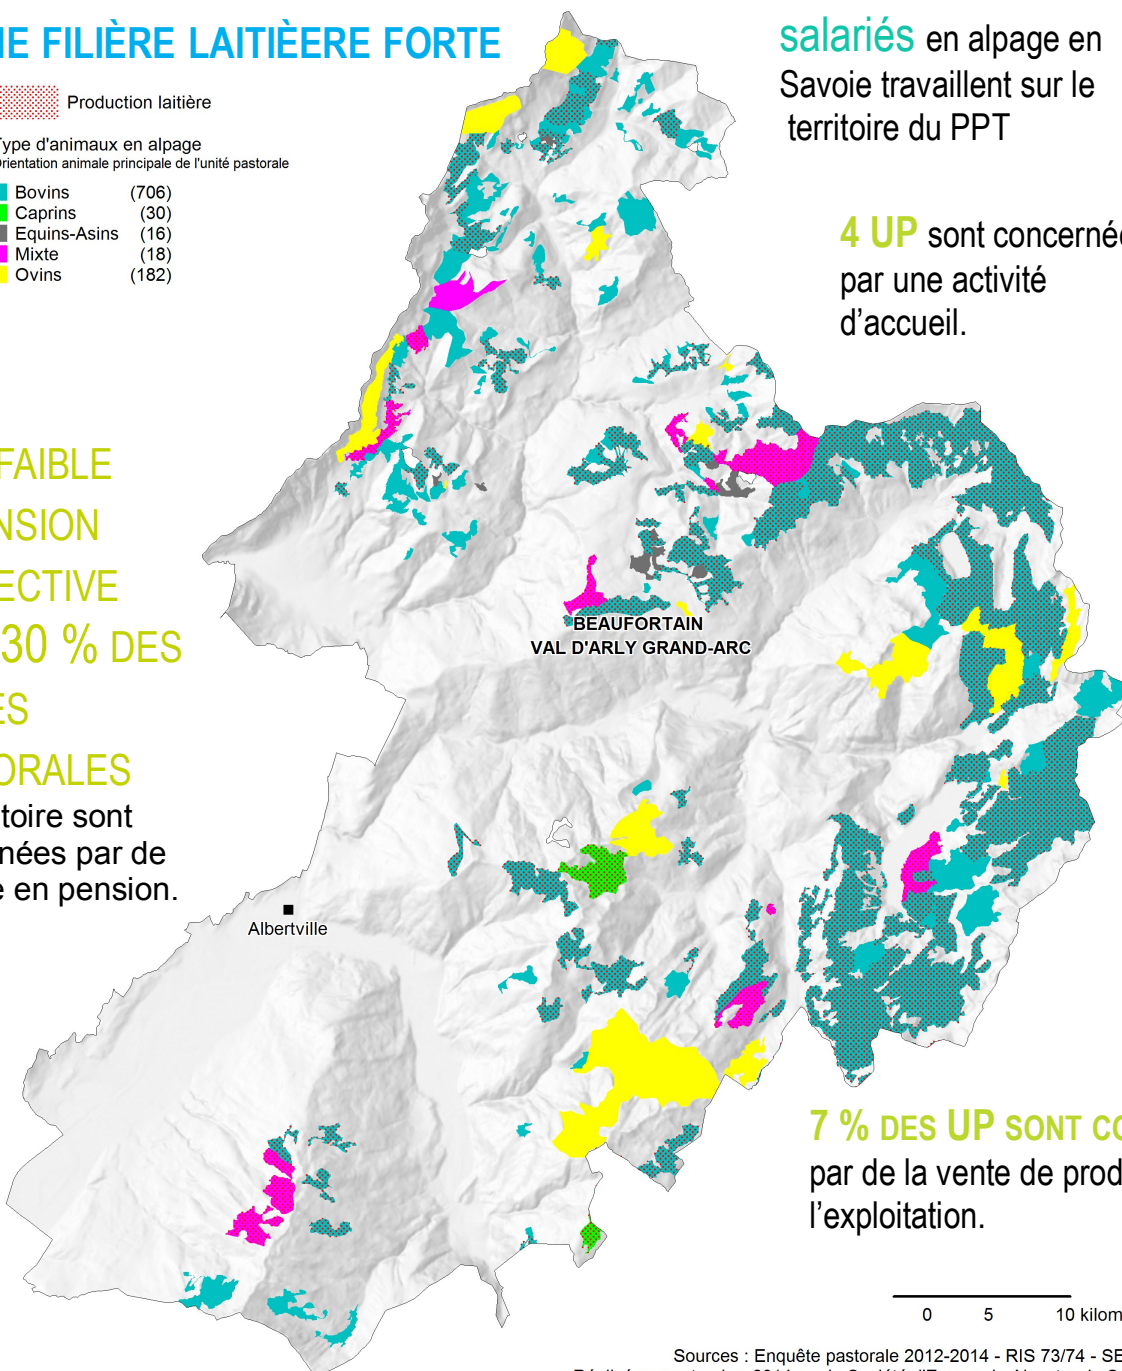 NE FILIÈRE LAITIÈERE FORTE
Production laitière
Type d'animaux en alpage
Orientation animale principale de l'unité pastorale
Bovins (706)
Caprins (30)
Equins-Asins (16)
Mixte (18)
Ovins (182)
salariés en alpage en
Savoie travaillent sur le
territoire du PPT
4 UP sont concernée
par une activité
d'accueil.
FAIBLE
NSION
ECTIVE
30 % DES
ES
ORALES
toire sont
nées par de
e en pension.
BEAUFORTAIN
VAL D'ARLY GRAND-ARC
Albertville
7 % DES UP SONT CO
par de la vente de prod
l'exploitation.
0 5 10 kilom
Sources : Enquête pastorale 2012-2014 - RIS 73/74 - SE